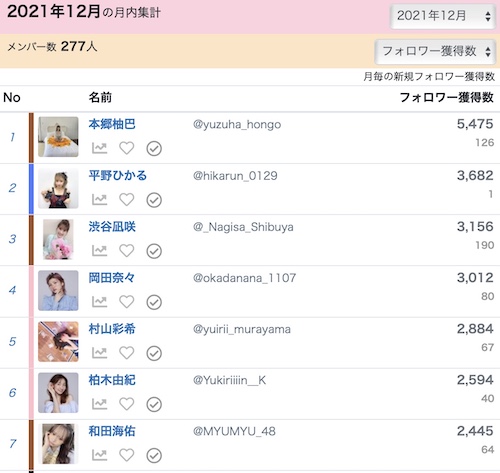 2021年12月の月内集計
2021年12月
メンバー数 277人
フォロワー獲得数
月毎の新規フォロワー獲得数
No 名前 フォロワー獲得数
1 本郷柚巴 @yuzuha_hongo 5,475
126
2 平野ひかる @hikarun_0129 3,682
1
3 渋谷凪咲 @_Nagisa_Shibuya 3,156
190
4 岡田奈々 @okadanana_1107 3,012
80
5 村山彩希 @yuirii_murayama 2,884
67
6 柏木由紀 @Yukiriiiin__K 2,594
40
7 和田海佑 @MYUMYU_48 2,445
64